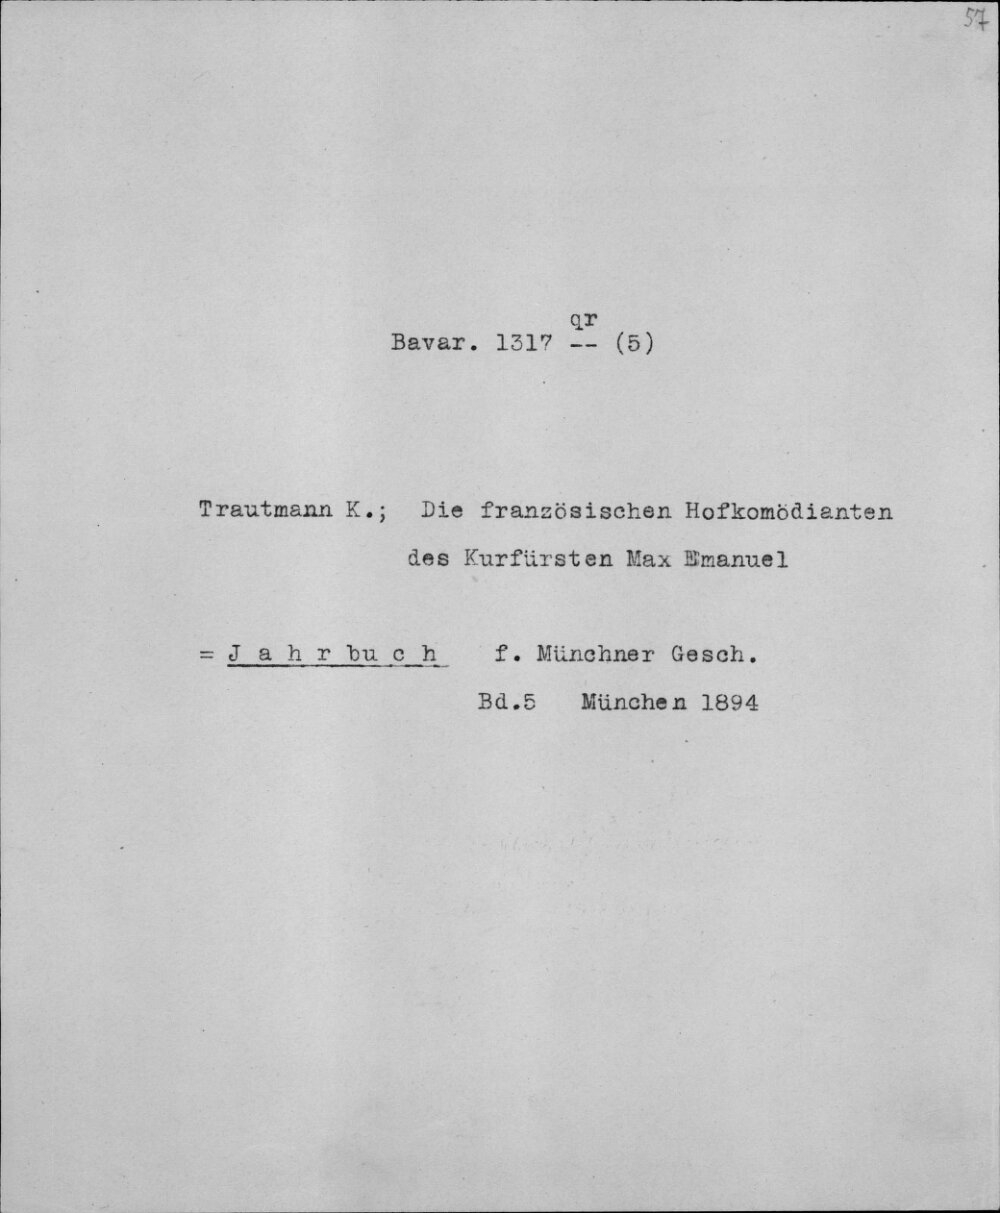 57
qr
Bavar. 1317 -- (5)
Trautmann K.; Die französischen Hofkomödianten
des Kurfürsten Max Emanuel
= J a h r b u c h f. Münchner Gesch.
Bd.5 München 1894